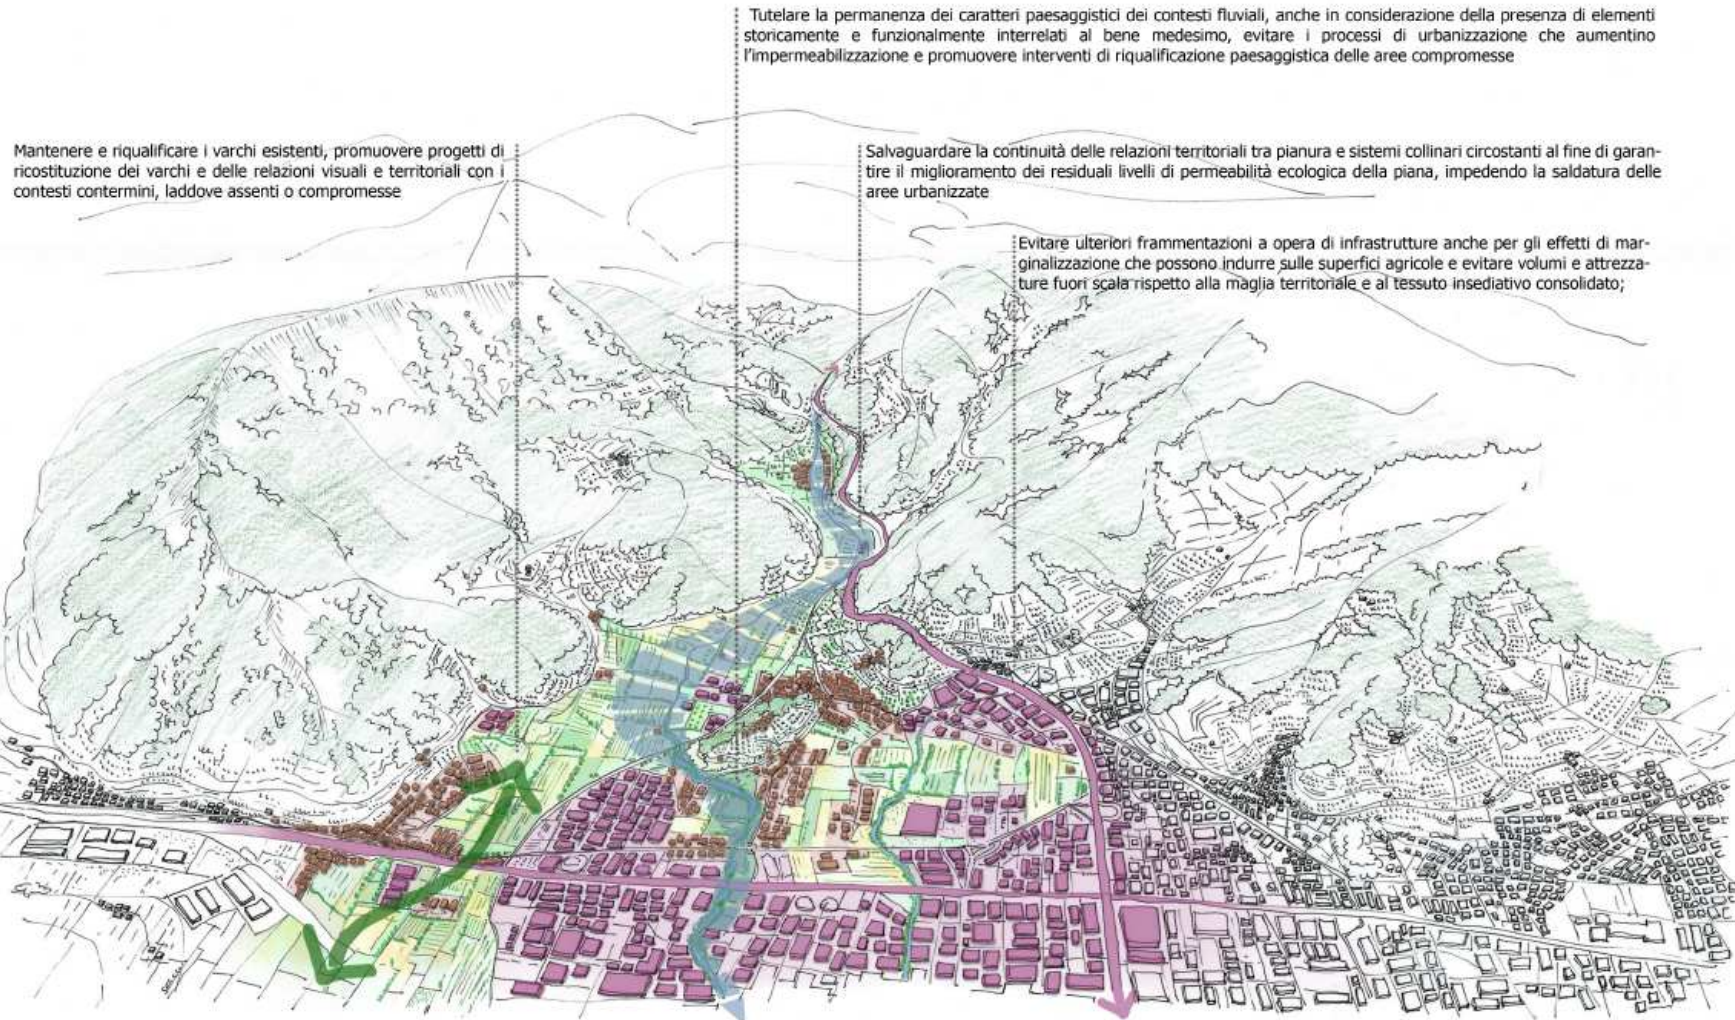 Tutelare la permanenza dei caratteri paesaggistici dei contesti fluviali, anche in considerazione della presenza di elementi
storicamente e funzionalmente interrelati al bene medesimo, evitare i processi di urbanizzazione che aumentino
l'impermeabilizzazione e promuovere interventi di riqualificazione paesaggistica delle aree compromesse
Mantenere e riqualificare i varchi esistenti, promuovere progetti di
ricostituzione dei varchi e delle relazioni visuali e territoriali con i
contesti contermini, laddove assenti o compromesse
Salvaguardare la continuità delle relazioni territoriali tra pianura e sistemi collinari circostanti al fine di garan-
tire il miglioramento dei residuali livelli di permeabilità ecologica della piana, impedendo la saldatura delle
aree urbanizzate
Evitare ulteriori frammentazioni a opera di infrastrutture anche per gli effetti di mar-
ginalizzazione che possono indurre sulle superfici agricole e evitare volumi e attrezza-
ture fuori scala rispetto alla maglia territoriale e al tessuto insediativo consolidato;